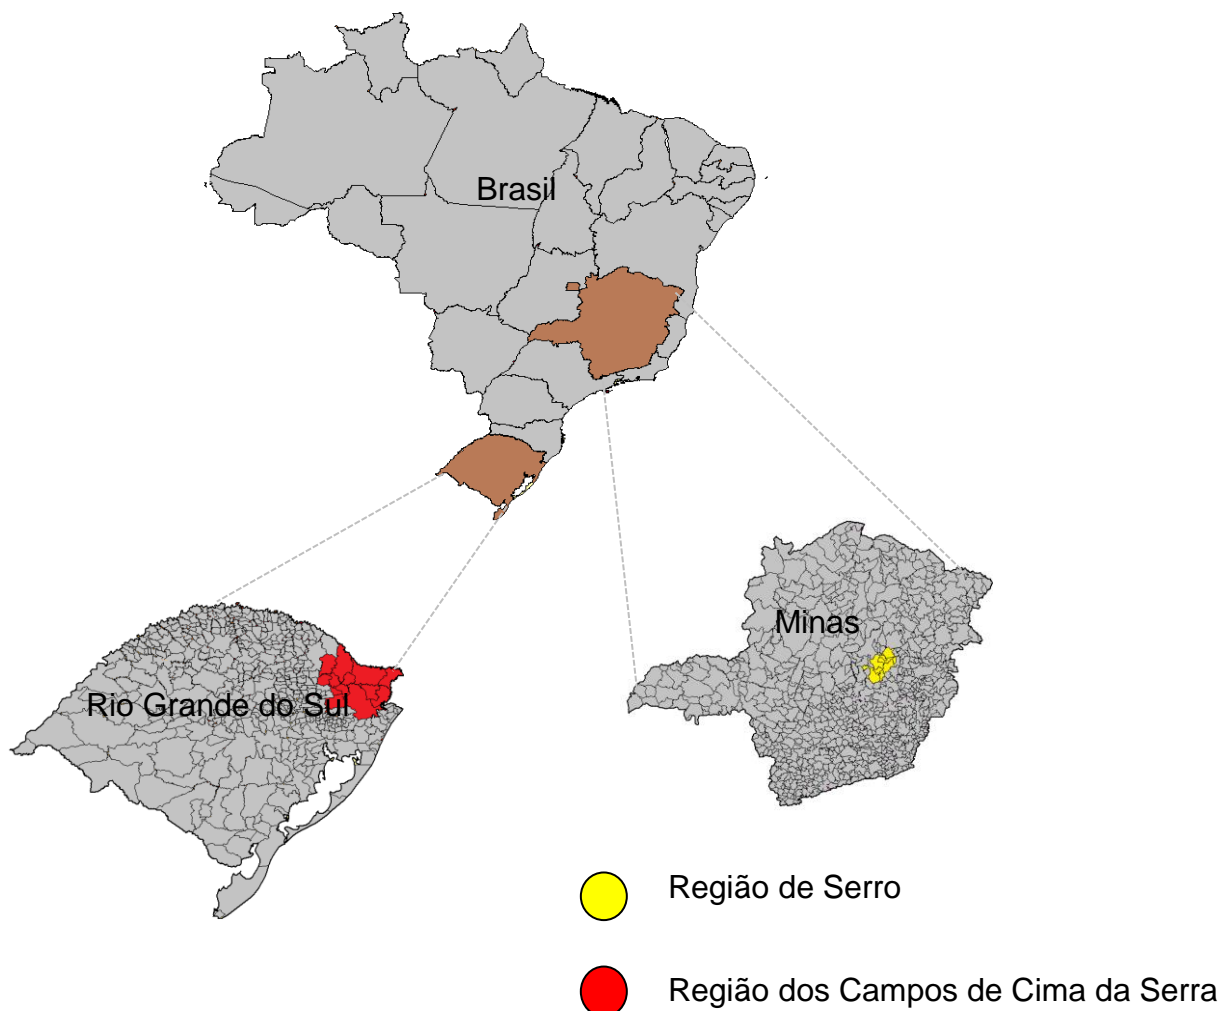 Brasil
Minas
Rio Grande do Sul
Região de Serro
Região dos Campos de Cima da Serra